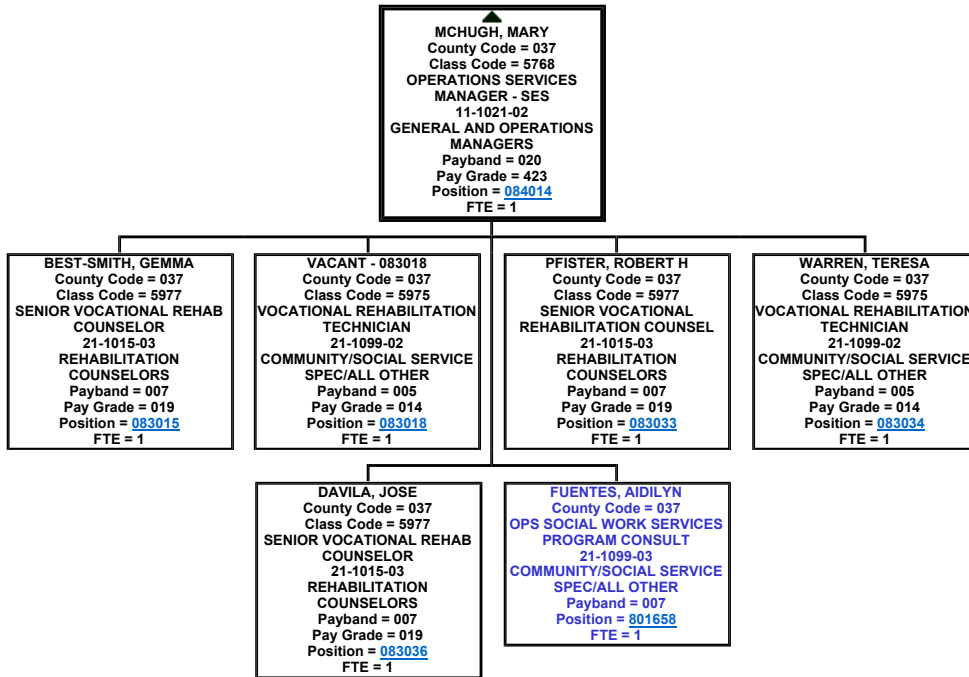 MCHUGH, MARY
County Code = 037
Class Code = 5768
OPERATIONS SERVICES
MANAGER - SES
11-1021-02
GENERAL AND OPERATIONS
MANAGERS
Payband = 020
Pay Grade = 423
Position = 084014
FTE = 1
BEST-SMITH, GEMMA
County Code = 037
Class Code = 5977
SENIOR VOCATIONAL REHAB
COUNSELOR
21-1015-03
REHABILITATION
COUNSELORS
Payband = 007
Pay Grade = 019
Position = 083015
FTE = 1
VACANT - 083018
County Code = 037
Class Code = 5975
VOCATIONAL REHABILITATION
TECHNICIAN
21-1099-02
COMMUNITY/SOCIAL SERVICE
SPEC/ALL OTHER
Payband = 005
Pay Grade = 014
Position = 083018
FTE = 1
PFISTER, ROBERT H
County Code = 037
Class Code = 5977
SENIOR VOCATIONAL
REHABILITATION COUNSEL
21-1015-03
REHABILITATION
COUNSELORS
Payband = 007
Pay Grade = 019
Position = 083033
FTE = 1
WARREN, TERESA
County Code = 037
Class Code = 5975
VOCATIONAL REHABILITATION
TECHNICIAN
21-1099-02
COMMUNITY/SOCIAL SERVICE
SPEC/ALL OTHER
Payband = 005
Pay Grade = 014
Position = 083034
FTE = 1
DAVILA, JOSE
County Code = 037
Class Code = 5977
SENIOR VOCATIONAL REHAB
COUNSELOR
21-1015-03
REHABILITATION
COUNSELORS
Payband = 007
Pay Grade = 019
Position = 083036
FTE = 1
FUENTES, AIDILYN
County Code = 037
OPS SOCIAL WORK SERVICES
PROGRAM CONSULT
21-1099-03
COMMUNITY/SOCIAL SERVICE
SPEC/ALL OTHER
Payband = 007
Position = 801658
FTE = 1